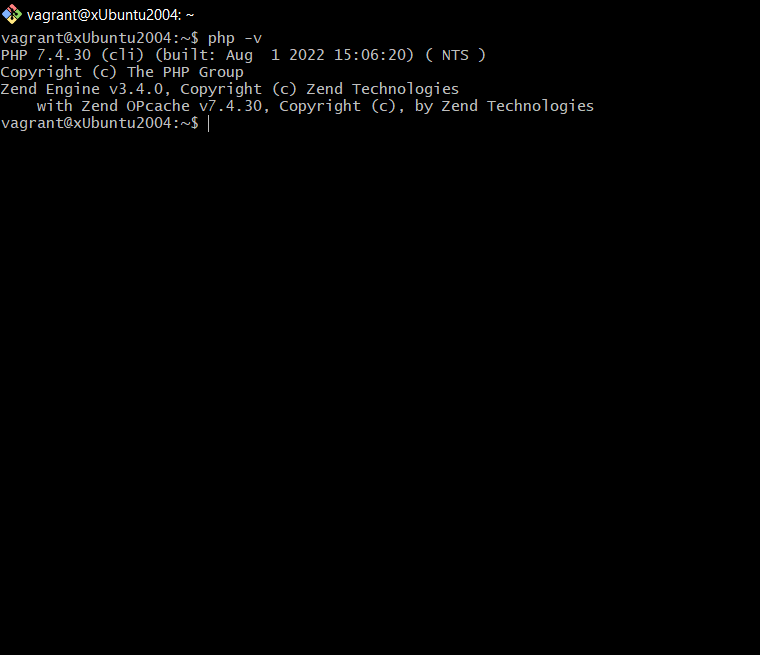 vagrant@xUbuntu2004: ~
vagrant@xUbuntu2004:~$ php -v
PHP 7.4.30 (cli) (built: Aug  1 2022 15:06:20) ( NTS )
Copyright (c) The PHP Group
Zend Engine v3.4.0, Copyright (c) Zend Technologies
    with Zend OPcache v7.4.30, Copyright (c), by Zend Technologies
vagrant@xUbuntu2004:~$